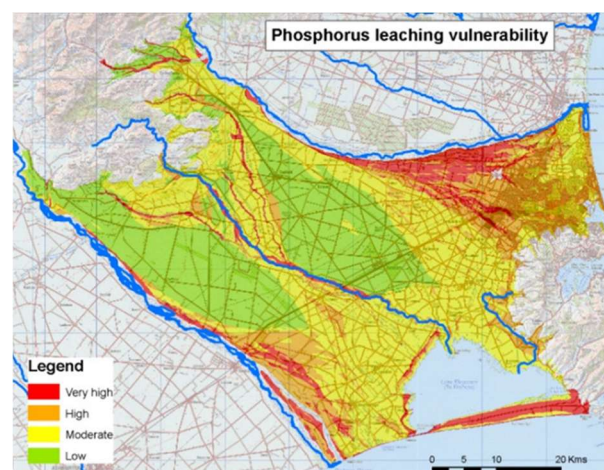 Phosphorus leaching vulnerability
Legend
Very high
High
Moderate
Low
0 5 10 20 Kms